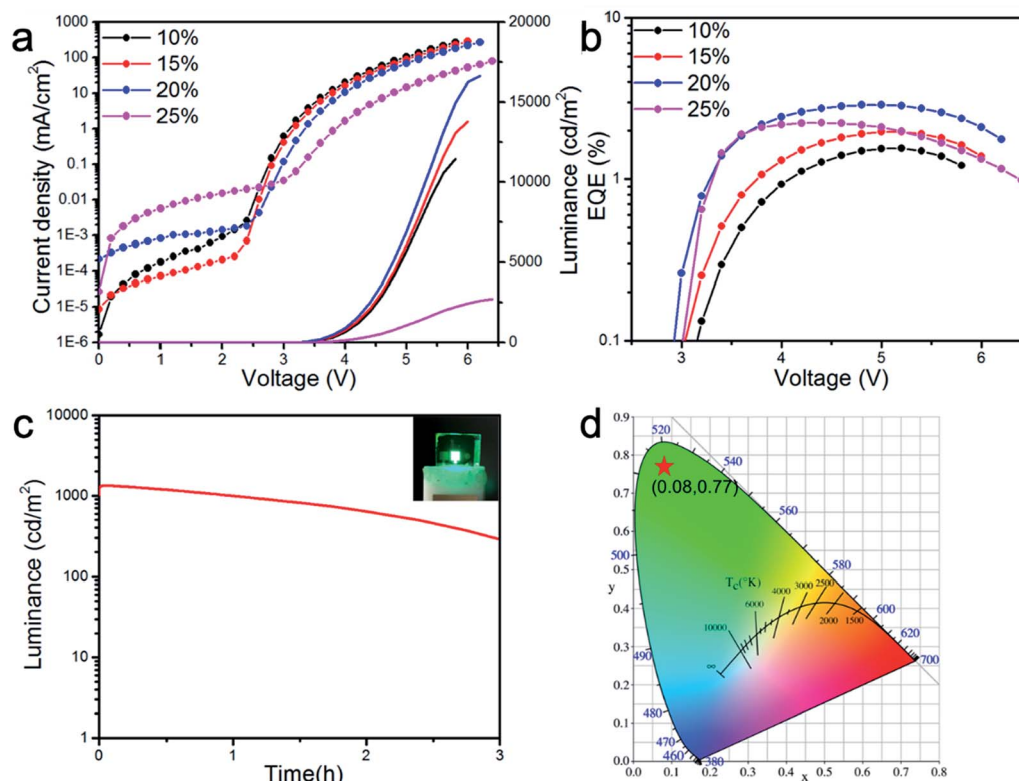 a
10%
15%
20%
25%
Current density (mA/cm²)
1000
100
10
1
0.1
0.01
1E-3
1E-4
1E-5
1E-6
0 1 2 3 4 5 6
Voltage (V)
20000
15000
10000
5000
0
Luminance (cd/m²)
b
10%
15%
20%
25%
EQE (%)
10
1
0.1
3 4 5 6
Voltage (V)
c
Luminance (cd/m²)
10000
1000
100
10
1
0 1 2 3
Time(h)
d
0.9
0.8
0.7
0.6
0.5
y
0.4
0.3
0.2
0.1
0.0
0.0 0.1 0.2 0.3 0.4 0.5 0.6 0.7 0.8
x
520
540
560
580
600
620
700
500
490
480
470
460
380
(0.08,0.77)
Tc(°K)
∞
10000
6000
4000
3000
2500
2000
1500